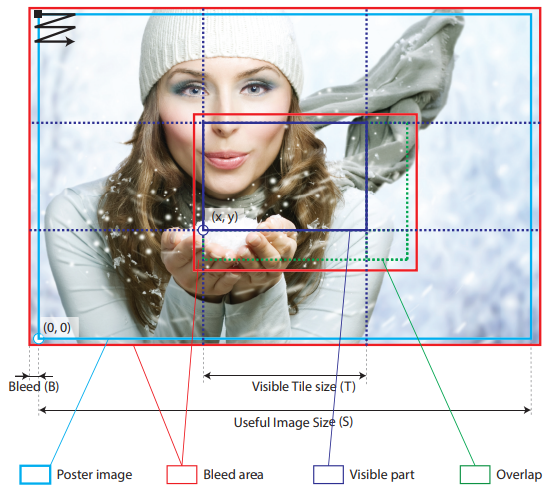 (x, y)
(0, 0)
Bleed (B)
Visible Tile size (T)
Useful Image Size (S)
Poster image
Bleed area
Visible part
Overlap